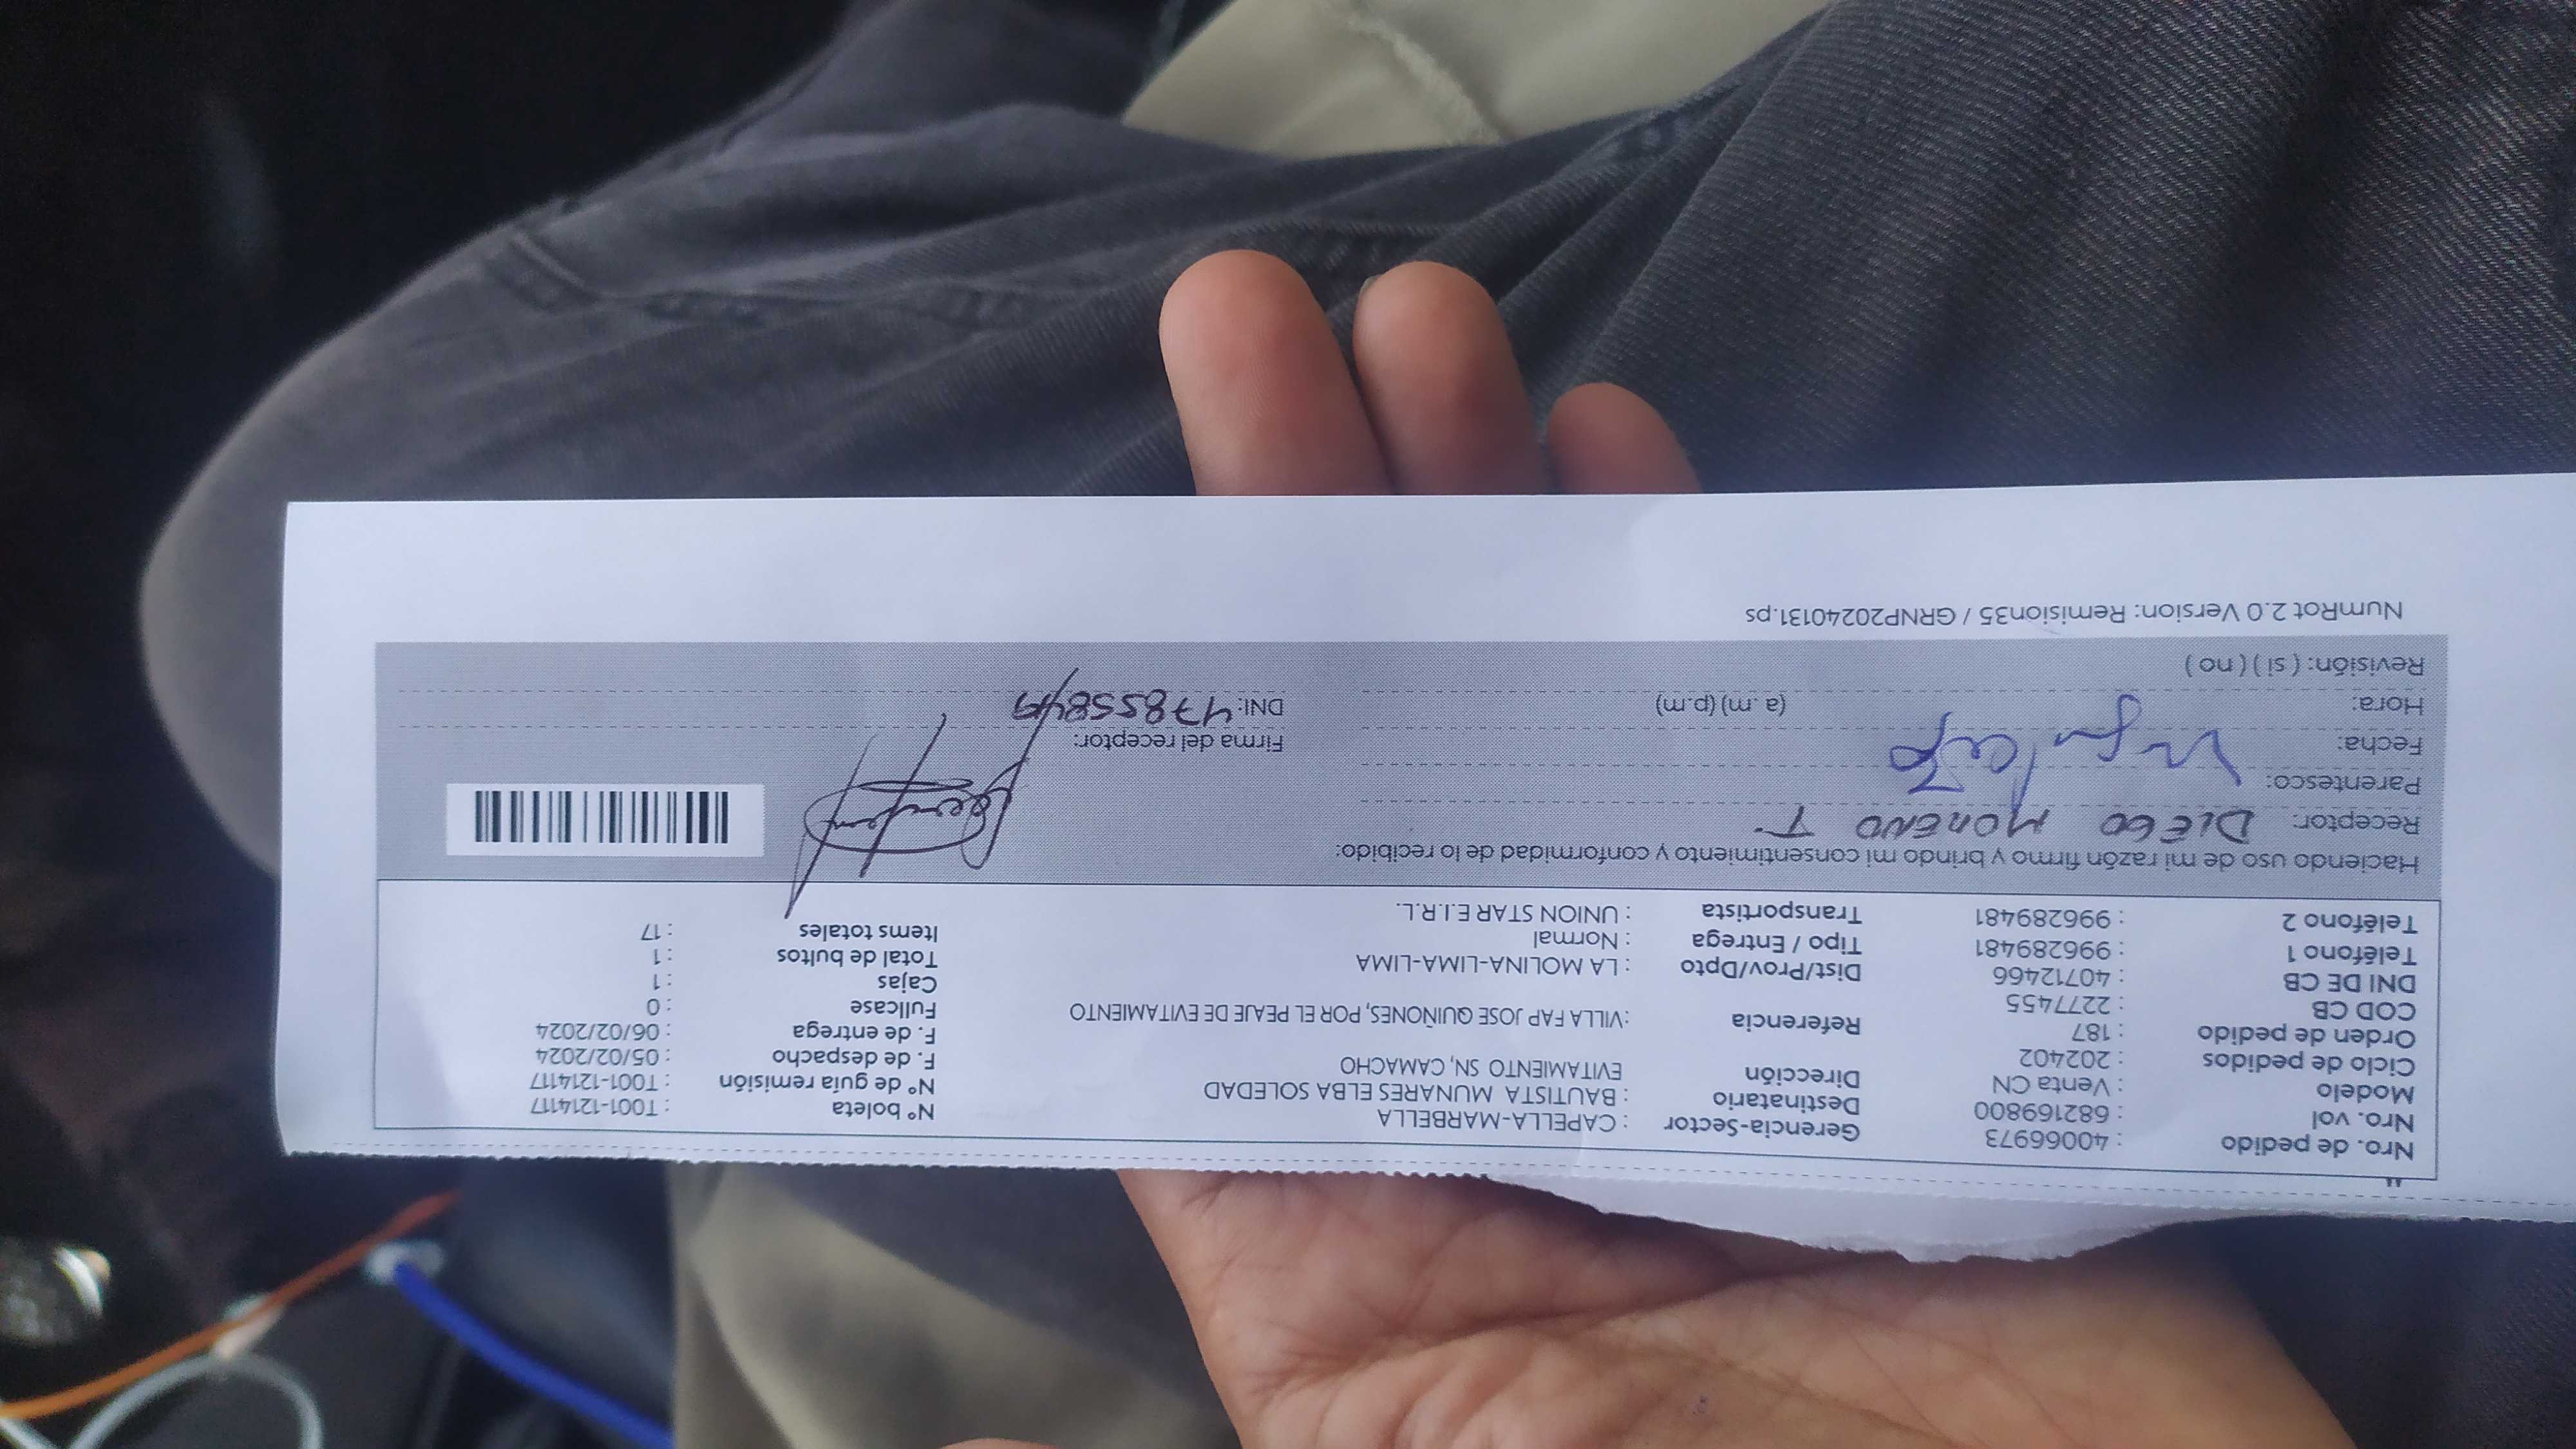 Nro. de pedido : 40066973 Gerencia-Sector : CAPELLA-MARBELLA Nº boleta : T001-1214117
Nro. vol : 682169800 Destinatario : BAUTISTA MUNARES ELBA SOLEDAD Nº de guía remisión : T001-1214117
Modelo : Venta CN Dirección EVITAMIENTO SN, CAMACHO F. de despacho : 05/02/2024
Ciclo de pedidos : 202402 F. de entrega : 06/02/2024
Orden de pedido : 187 Referencia :VILLA FAP JOSE QUIÑONES, POR EL PEAJE DE EVITAMIENTO Fullcase : 0
COD CB : 2277455 Cajas : 1
DNI DE CB : 40712466 Dist/Prov/Dpto : LA MOLINA-LIMA-LIMA Total de bultos : 1
Teléfono 1 : 996289481 Tipo / Entrega : Normal Items totales : 17
Teléfono 2 : 996289481 Transportista : UNION STAR E.I.R.L.
Haciendo uso de mi razón firmo y brindo mi consentimiento y conformidad de lo recibido:
Receptor: DIEGO MORENO T.
Parentesco:
Fecha: Firma del receptor:
Hora: (a .m) (p.m) DNI: 47855849
Revisión: ( si ) ( no )
NumRot 2.0 Version: Remision35 / GRNP20240131.ps